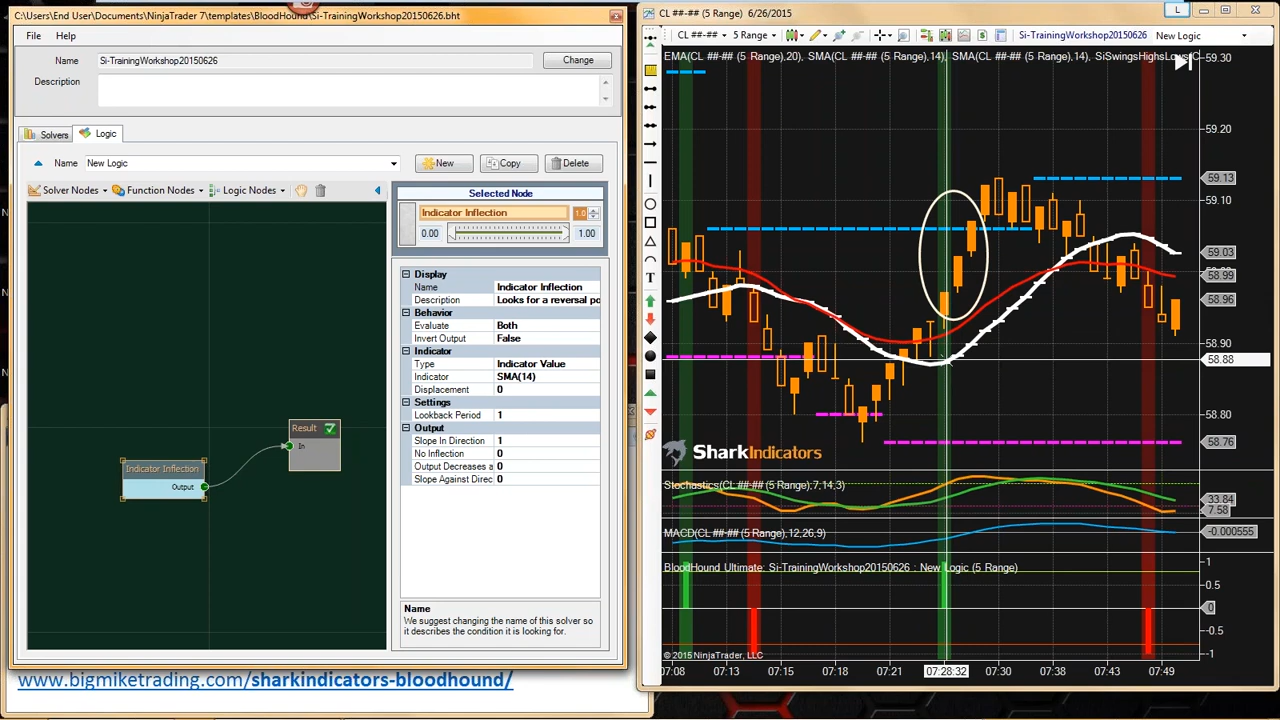 C:\Users\End User\Documents\NinjaTrader 7\templates\BloodHound\Si-TrainingWorkshop20150626.bht
File Help
Name Si-TrainingWorkshop20150626 Change
Description
Solvers Logic
Name New Logic New Copy Delete
Solver Nodes Function Nodes Logic Nodes
Selected Node
Indicator Inflection 1.0
0.00 1.00
Display
Name Indicator Inflection
Description Looks for a reversal po
Behavior
Evaluate Both
Invert Output False
Indicator
Type Indicator Value
Indicator SMA(14)
Displacement 0
Settings
Lookback Period 1
Output
Slope In Direction 1
No Inflection 0
Output Decreases a 0
Slope Against Direc 0
Name
We suggest changing the name of this solver so
it describes the condition it is looking for.
Indicator Inflection
Output
Result
In
www.bigmiketrading.com/sharkindicators-bloodhound/
CL ##-## (5 Range) 6/26/2015
L
CL ##-## 5 Range Si-TrainingWorkshop20150626 New Logic
T
EMA(CL ##-## (5 Range),20), SMA(CL ##-## (5 Range),14), SMA(CL ##-## (5 Range),14), SiSwingsHighsLows(C
59.30
59.20
59.13
59.10
59.03
58.99
58.96
58.90
58.88
58.80
58.76
SharkIndicators
Stochastics(CL ##-## (5 Range),7,14,3)
33.84
7.58
MACD(CL ##-## (5 Range),12,26,9)
-0.000555
BloodHound Ultimate: Si-TrainingWorkshop20150626 : New Logic (5 Range)
1
0.5
0
-0.5
-1
© 2015 NinjaTrader, LLC
07:08 07:13 07:15 07:18 07:21 07:28:32 07:30 07:38 07:43 07:49